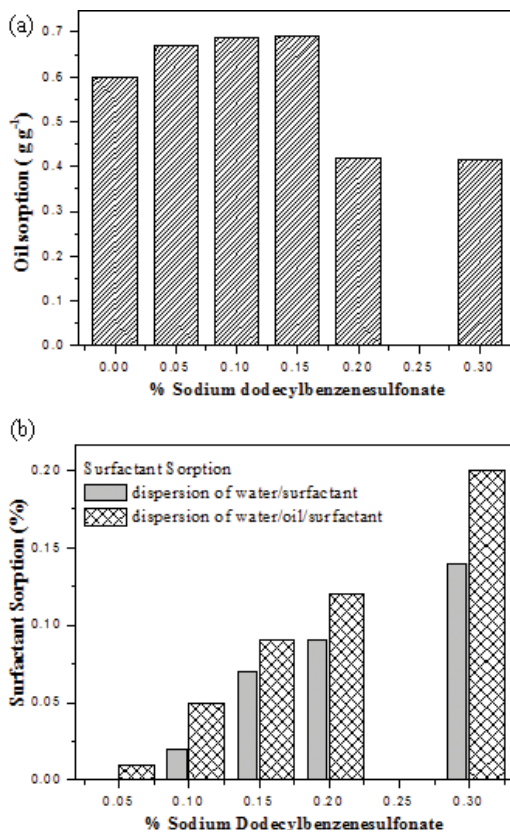 (a)
0.7
0.6
0.5
0.4
0.3
0.2
0.1
0.0
Oil sorption ( g g-1)
0.00 0.05 0.10 0.15 0.20 0.25 0.30
% Sodium dodecylbenzenesulfonate
(b)
Surfactant Sorption
dispersion of water/surfactant
dispersion of water/oil/surfactant
0.20
0.15
0.10
0.05
0.00
Surfactant Sorption (%)
0.05 0.10 0.15 0.20 0.25 0.30
% Sodium Dodecylbenzenesulfonate